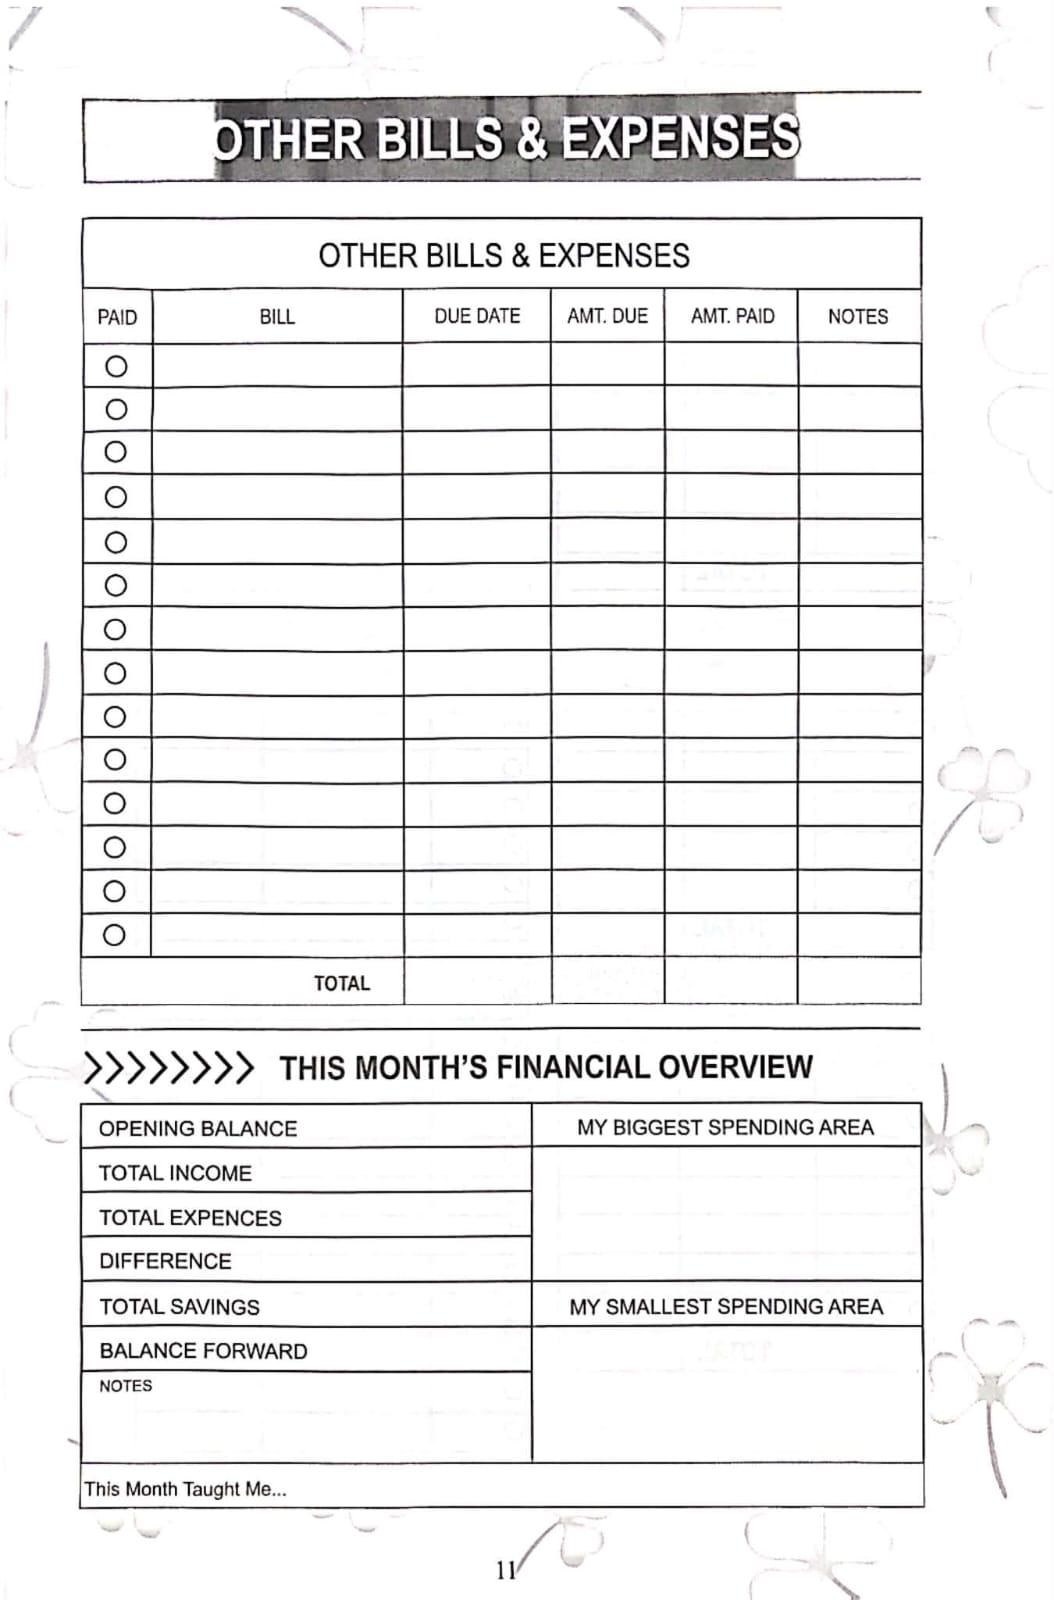 OTHER BILLS & EXPENSES
OTHER BILLS & EXPENSES
PAID BILL DUE DATE AMT. DUE AMT. PAID NOTES
TOTAL
THIS MONTH'S FINANCIAL OVERVIEW
OPENING BALANCE MY BIGGEST SPENDING AREA
TOTAL INCOME
TOTAL EXPENCES
DIFFERENCE
TOTAL SAVINGS MY SMALLEST SPENDING AREA
BALANCE FORWARD
NOTES
This Month Taught Me...
11